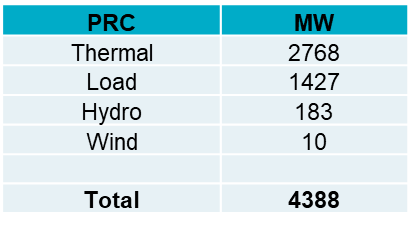 PRC MW
Thermal 2768
Load 1427
Hydro 183
Wind 10
Total 4388